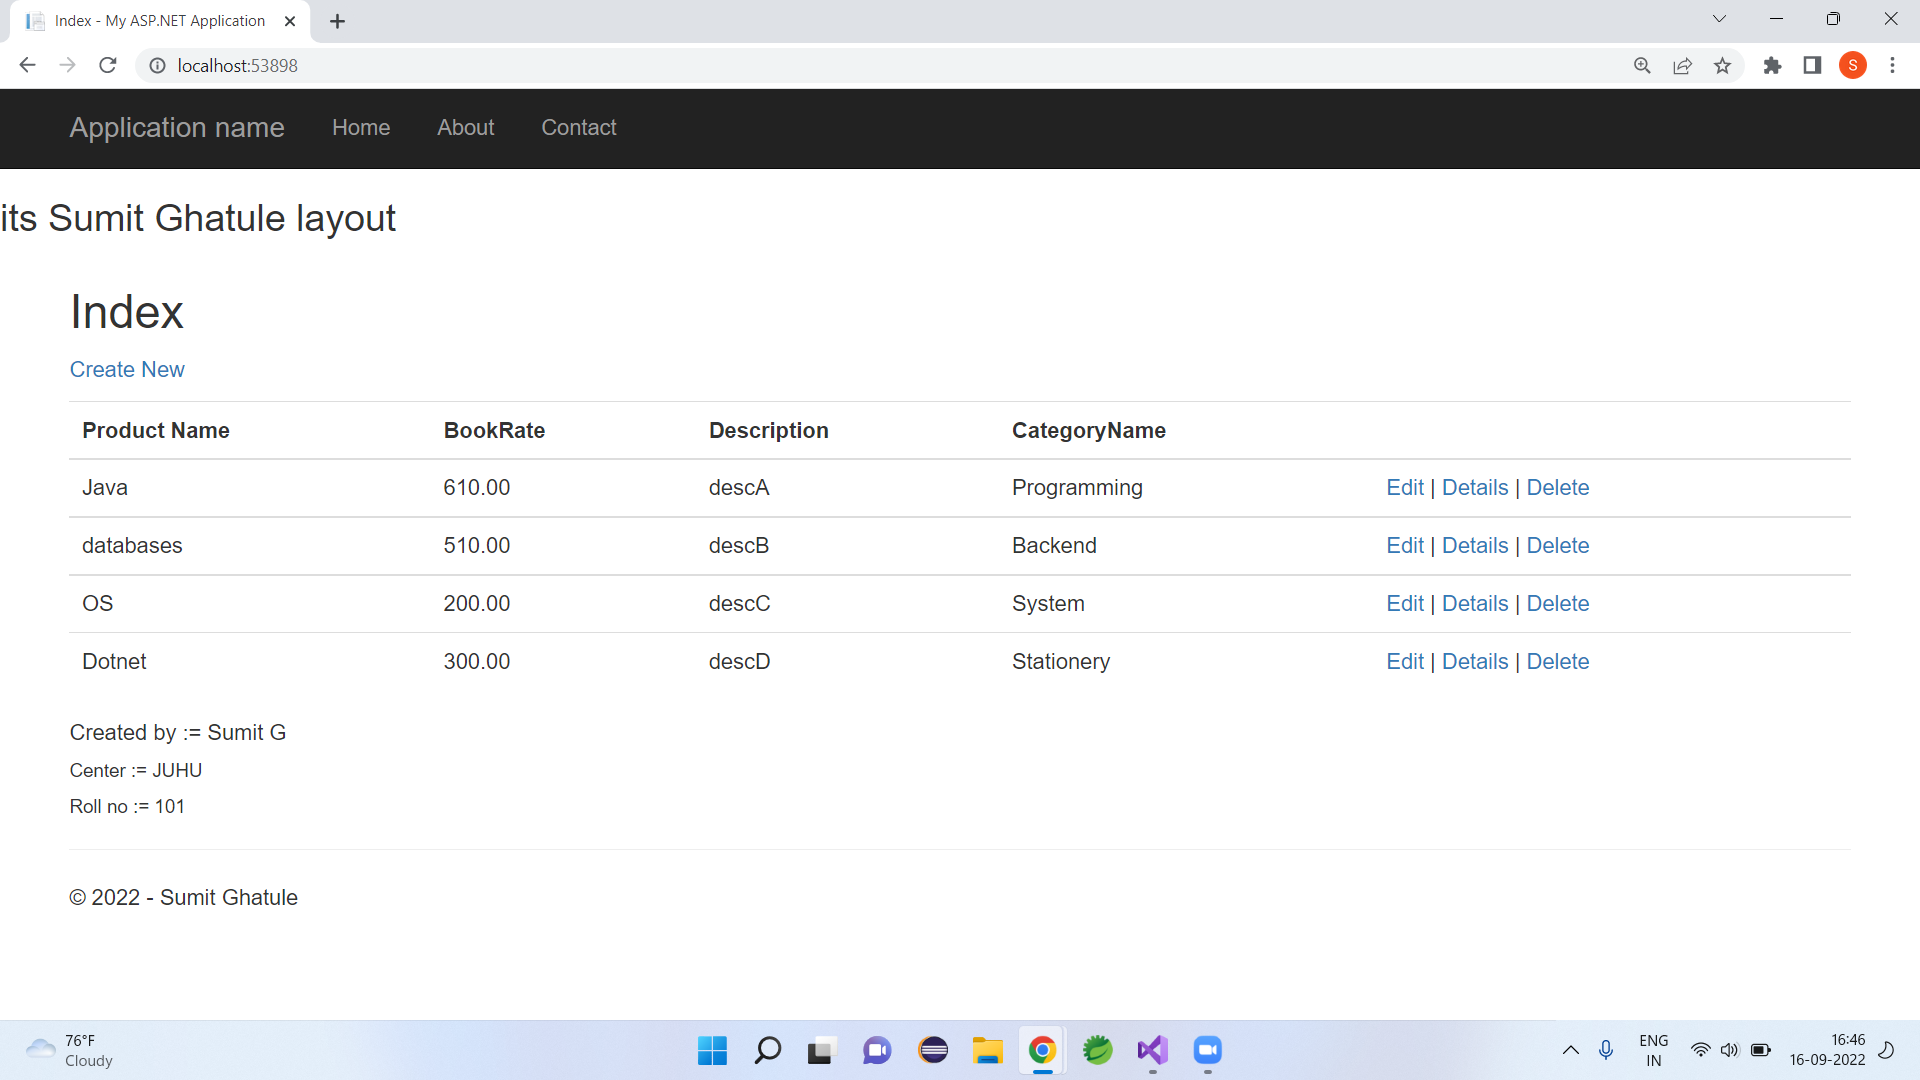 Index - My ASP.NET Application
localhost:53898
S
Application name Home About Contact
its Sumit Ghatule layout
Index
Create New
Product Name BookRate Description CategoryName
Java 610.00 descA Programming Edit | Details | Delete
databases 510.00 descB Backend Edit | Details | Delete
OS 200.00 descC System Edit | Details | Delete
Dotnet 300.00 descD Stationery Edit | Details | Delete
Created by := Sumit G
Center := JUHU
Roll no := 101
© 2022 - Sumit Ghatule
76°F
Cloudy
ENG
IN
16:46
16-09-2022